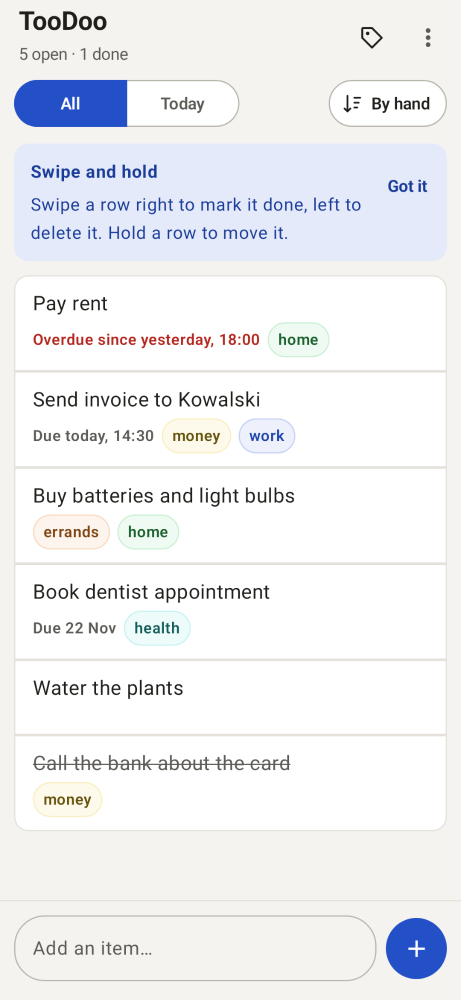 TooDoo
5 open · 1 done
All
Today
By hand
Swipe and hold
Got it
Swipe a row right to mark it done, left to
delete it. Hold a row to move it.
Pay rent
Overdue since yesterday, 18:00
home
Send invoice to Kowalski
Due today, 14:30
money
work
Buy batteries and light bulbs
errands
home
Book dentist appointment
Due 22 Nov
health
Water the plants
Call the bank about the card
money
Add an item…